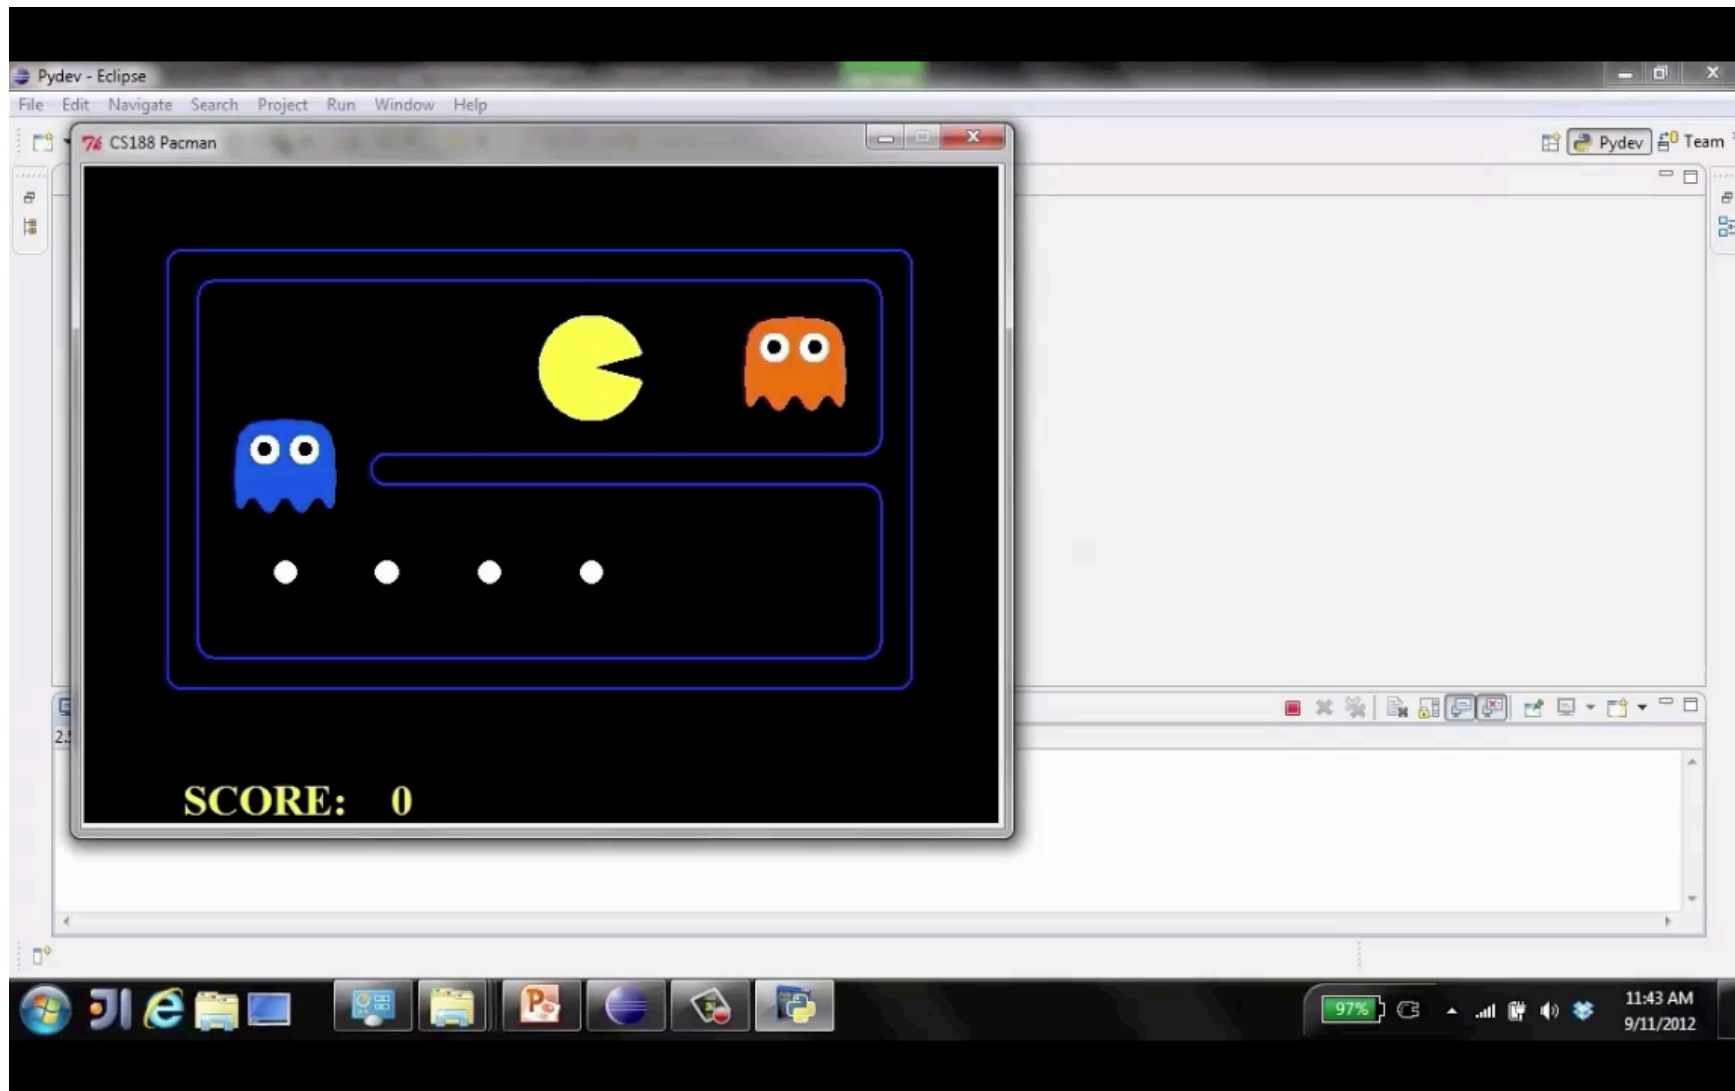 Pydev - Eclipse
File Edit Navigate Search Project Run Window Help
CS188 Pacman
Pydev Team
SCORE: 0
97%
11:43 AM
9/11/2012